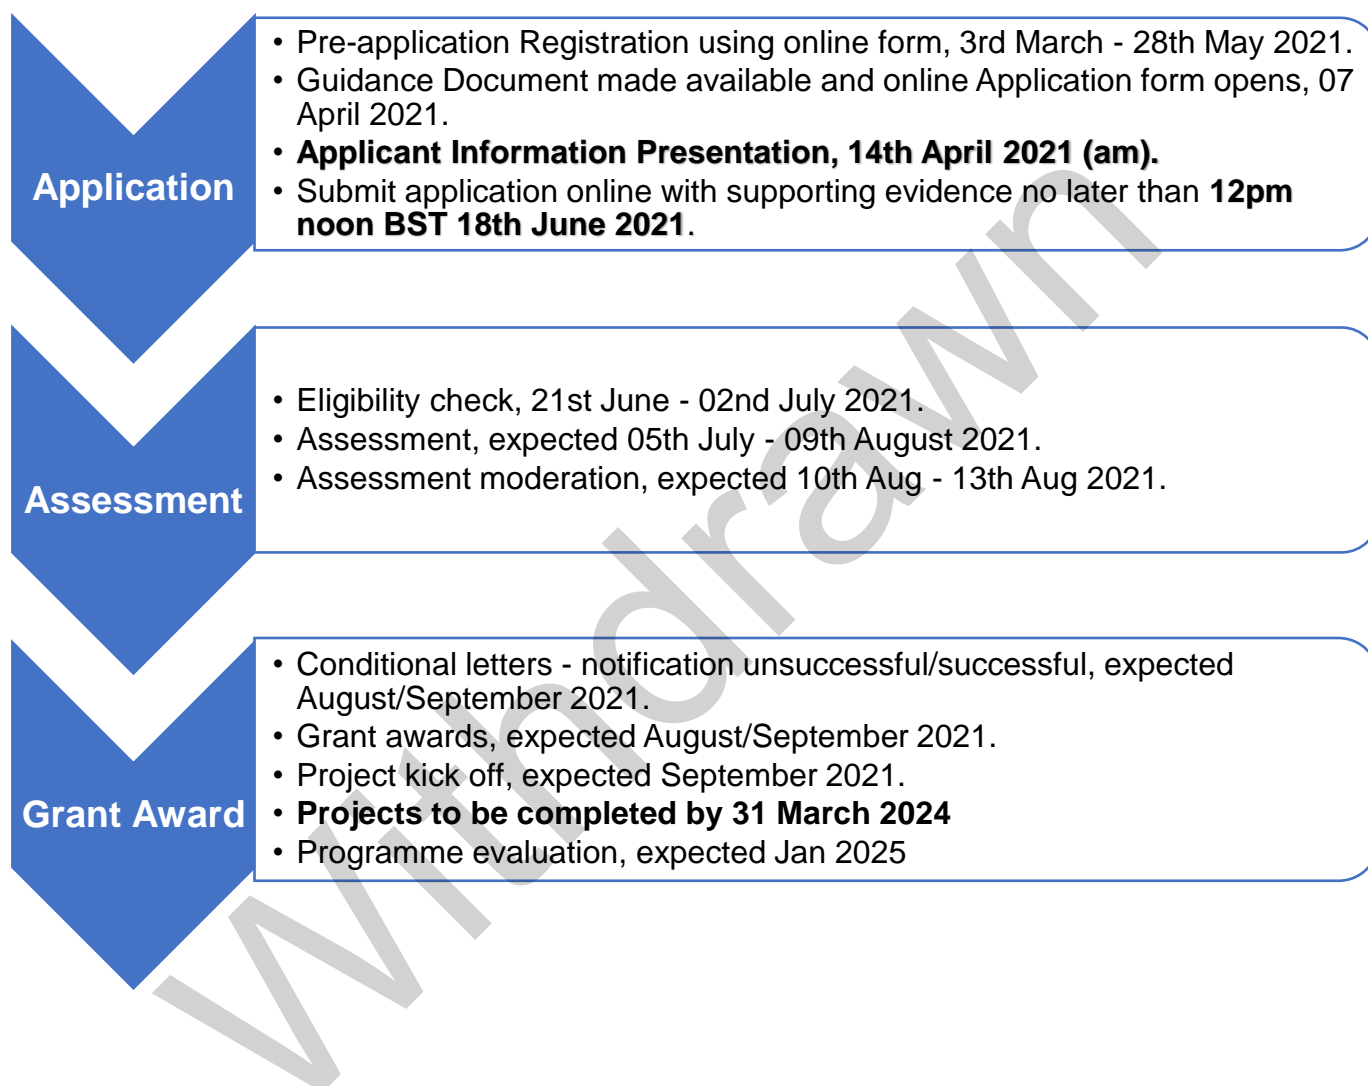 Application
• Pre-application Registration using online form, 3rd March - 28th May 2021.
• Guidance Document made available and online Application form opens, 07
April 2021.
• Applicant Information Presentation, 14th April 2021 (am).
• Submit application online with supporting evidence no later than 12pm
noon BST 18th June 2021.
Assessment
• Eligibility check, 21st June - 02nd July 2021.
• Assessment, expected 05th July - 09th August 2021.
• Assessment moderation, expected 10th Aug - 13th Aug 2021.
Grant Award
• Conditional letters - notification unsuccessful/successful, expected
August/September 2021.
• Grant awards, expected August/September 2021.
• Project kick off, expected September 2021.
• Projects to be completed by 31 March 2024
• Programme evaluation, expected Jan 2025
Withdrawn